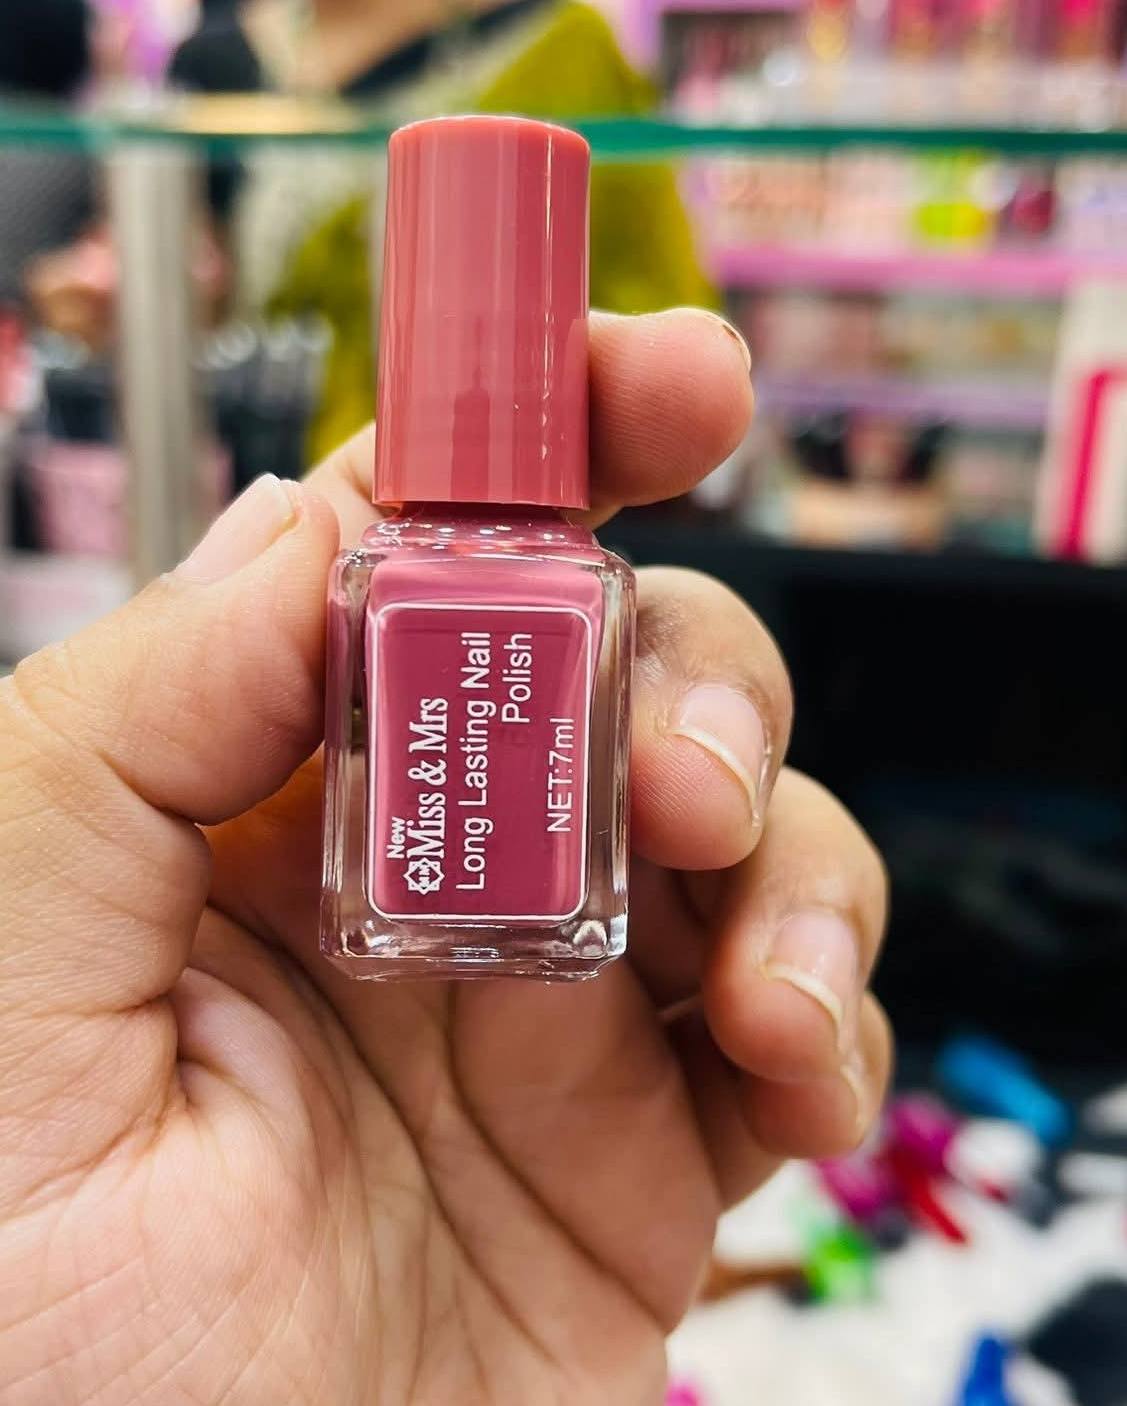 New
Miss & Mrs
Long Lasting Nail
Polish
NET:7ml